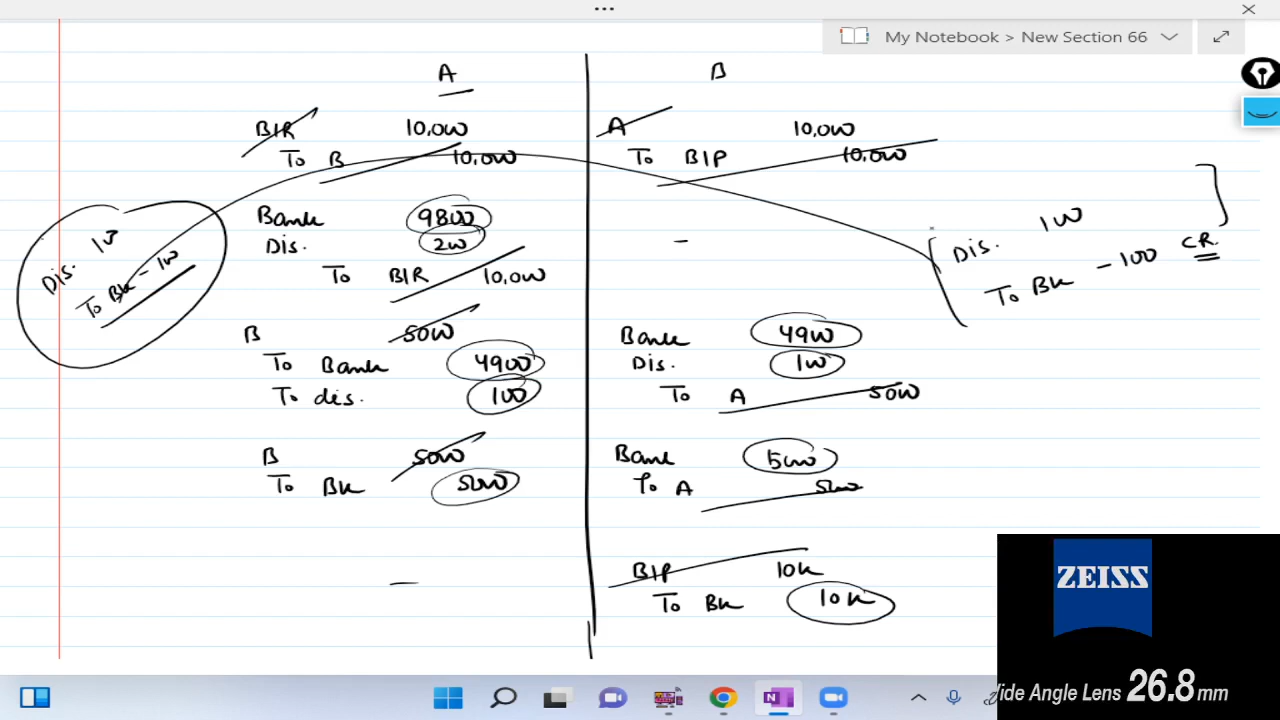 My Notebook > New Section 66
A
B/R 10,000
To B 10,000
Bank 9800
Dis. 200
To B/R 10,000
Dis. 100
To Bk - 100
B 5000
To Bank 4900
To dis. 100
B 5000
To Bk 5000
—
B
A 10,000
To B/P 10,000
—
Dis. 100
To Bk - 100 CR.
Bank 4900
Dis. 100
To A 5000
Bank 5000
To A 5000
B/P 10k
To Bk 10k
ZEISS
Wide Angle Lens 26.8 mm